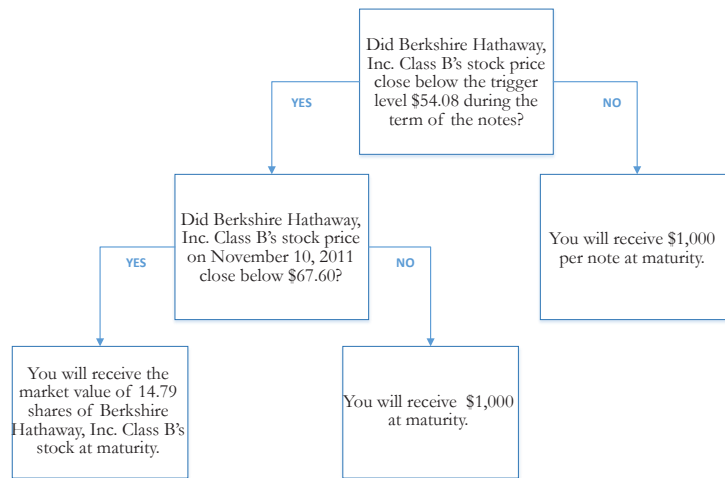 Did Berkshire Hathaway,
Inc. Class B's stock price
close below the trigger
level $54.08 during the
term of the notes?
YES
NO
Did Berkshire Hathaway,
Inc. Class B's stock price
on November 10, 2011
close below $67.60?
You will receive $1,000
per note at maturity.
YES
NO
You will receive the
market value of 14.79
shares of Berkshire
Hathaway, Inc. Class B's
stock at maturity.
You will receive $1,000
at maturity.